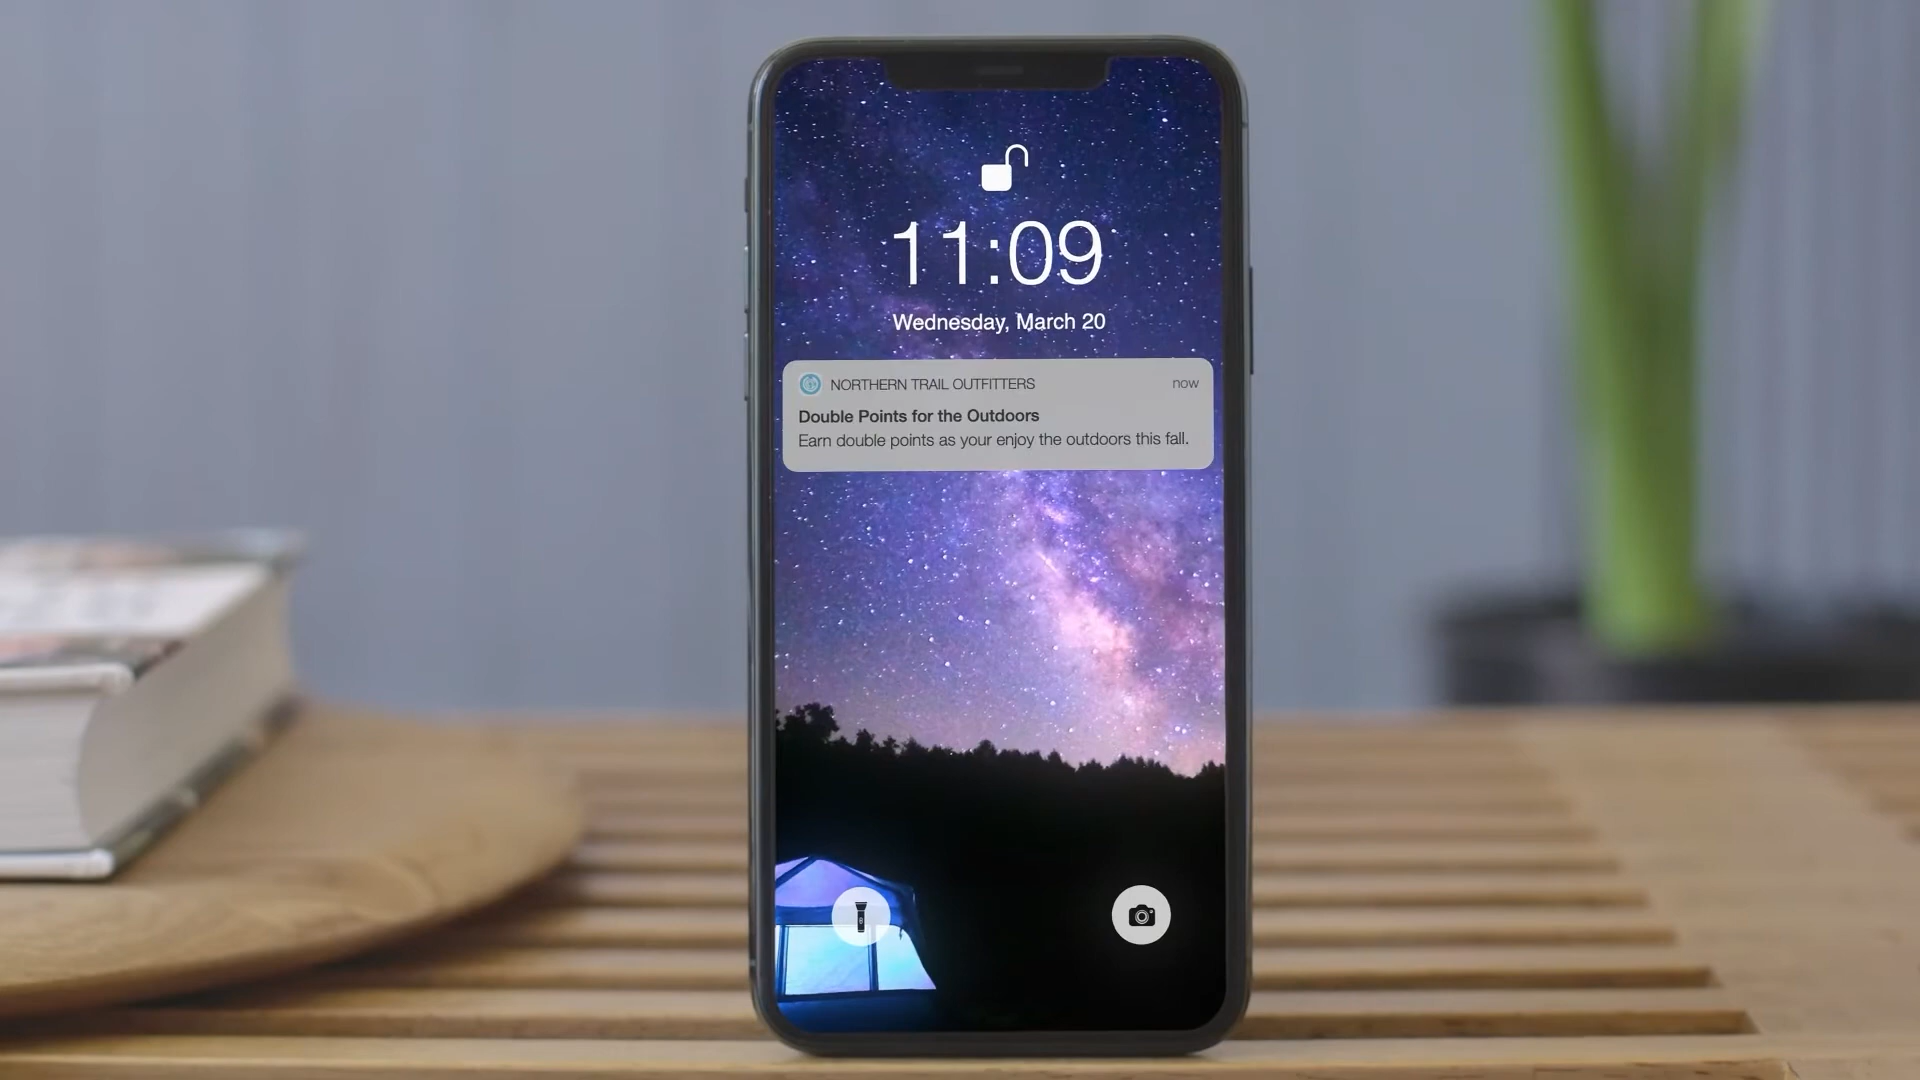 11:09
Wednesday, March 20
NORTHERN TRAIL OUTFITTERS now
Double Points for the Outdoors
Earn double points as your enjoy the outdoors this fall.